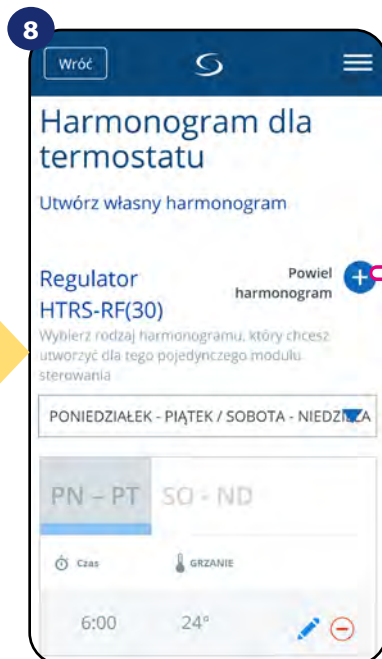 8
Wróć
Harmonogram dla
termostatu
Utwórz własny harmonogram
Regulator
HTRS-RF(30)
Powiel
harmonogram
Wybierz rodzaj harmonogramu, który chcesz
utworzyć dla tego pojedynczego modułu
sterowania
PONIEDZIAŁEK - PIĄTEK / SOBOTA - NIEDZIELA
PN – PT SO - ND
Czas GRZANIE
6:00 24°